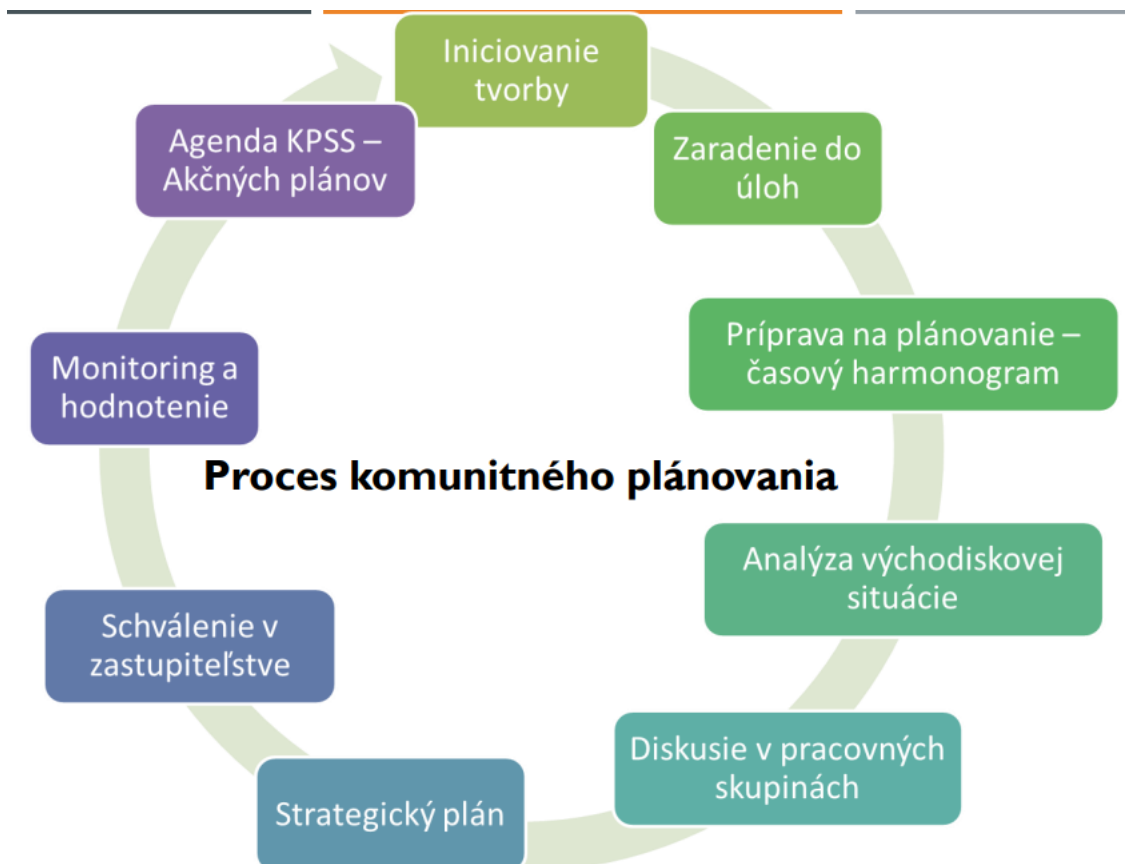 Iniciovanie
tvorby
Zaradenie do
úloh
Príprava na plánovanie –
časový harmonogram
Analýza východiskovej
situácie
Diskusie v pracovných
skupinách
Strategický plán
Schválenie v
zastupiteľstve
Monitoring a
hodnotenie
Agenda KPSS –
Akčných plánov
Proces komunitného plánovania